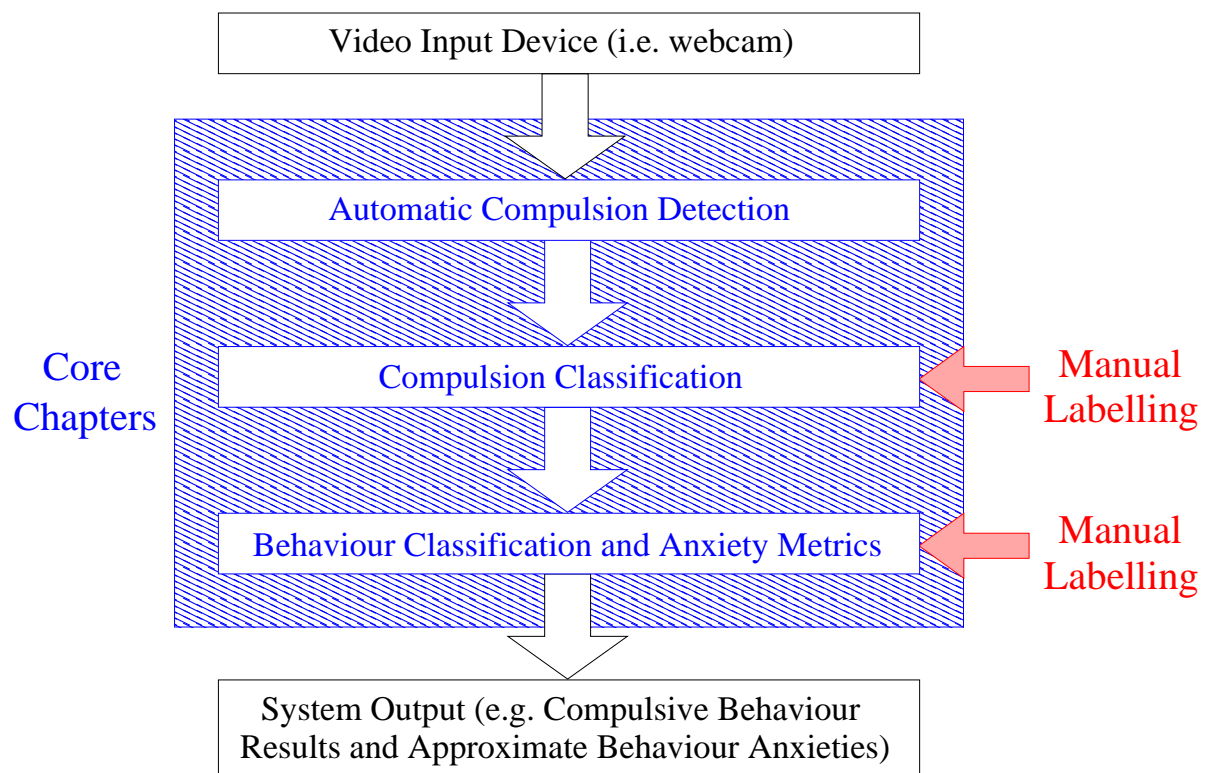 Video Input Device (i.e. webcam)
Automatic Compulsion Detection
Core
Chapters
Compulsion Classification
Manual
Labelling
Behaviour Classification and Anxiety Metrics
Manual
Labelling
System Output (e.g. Compulsive Behaviour
Results and Approximate Behaviour Anxieties)